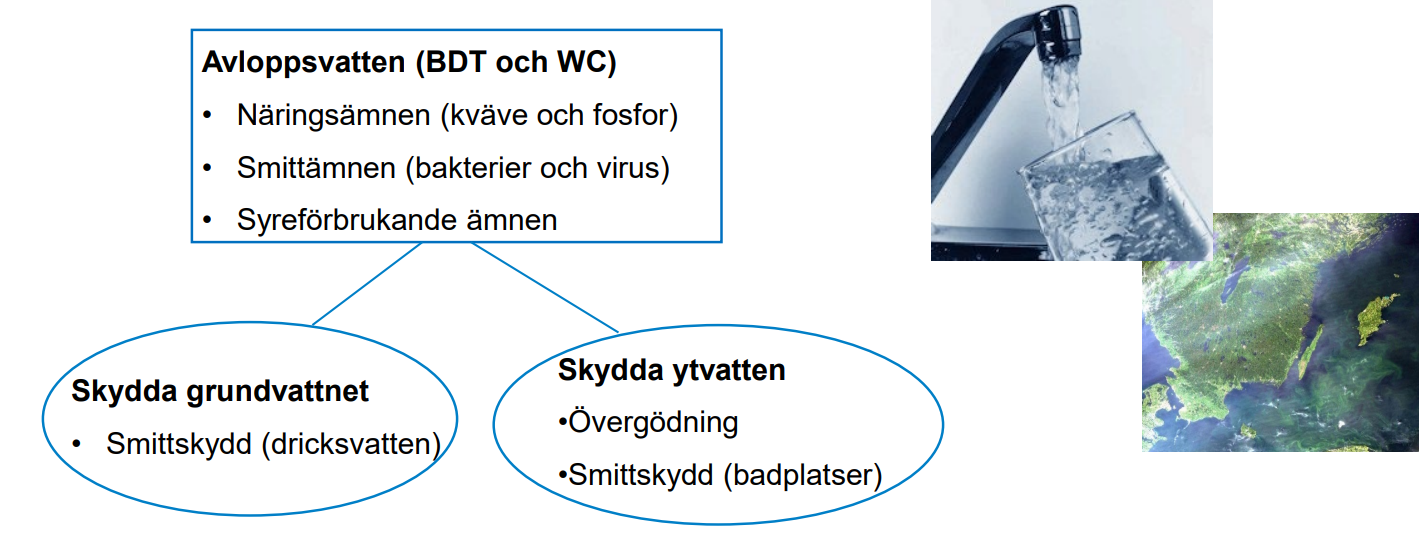 Avloppsvatten (BDT och WC)
• Näringsämnen (kväve och fosfor)
• Smittämnen (bakterier och virus)
• Syreförbrukande ämnen
Skydda grundvattnet
• Smittskydd (dricksvatten)
Skydda ytvatten
•Övergödning
•Smittskydd (badplatser)